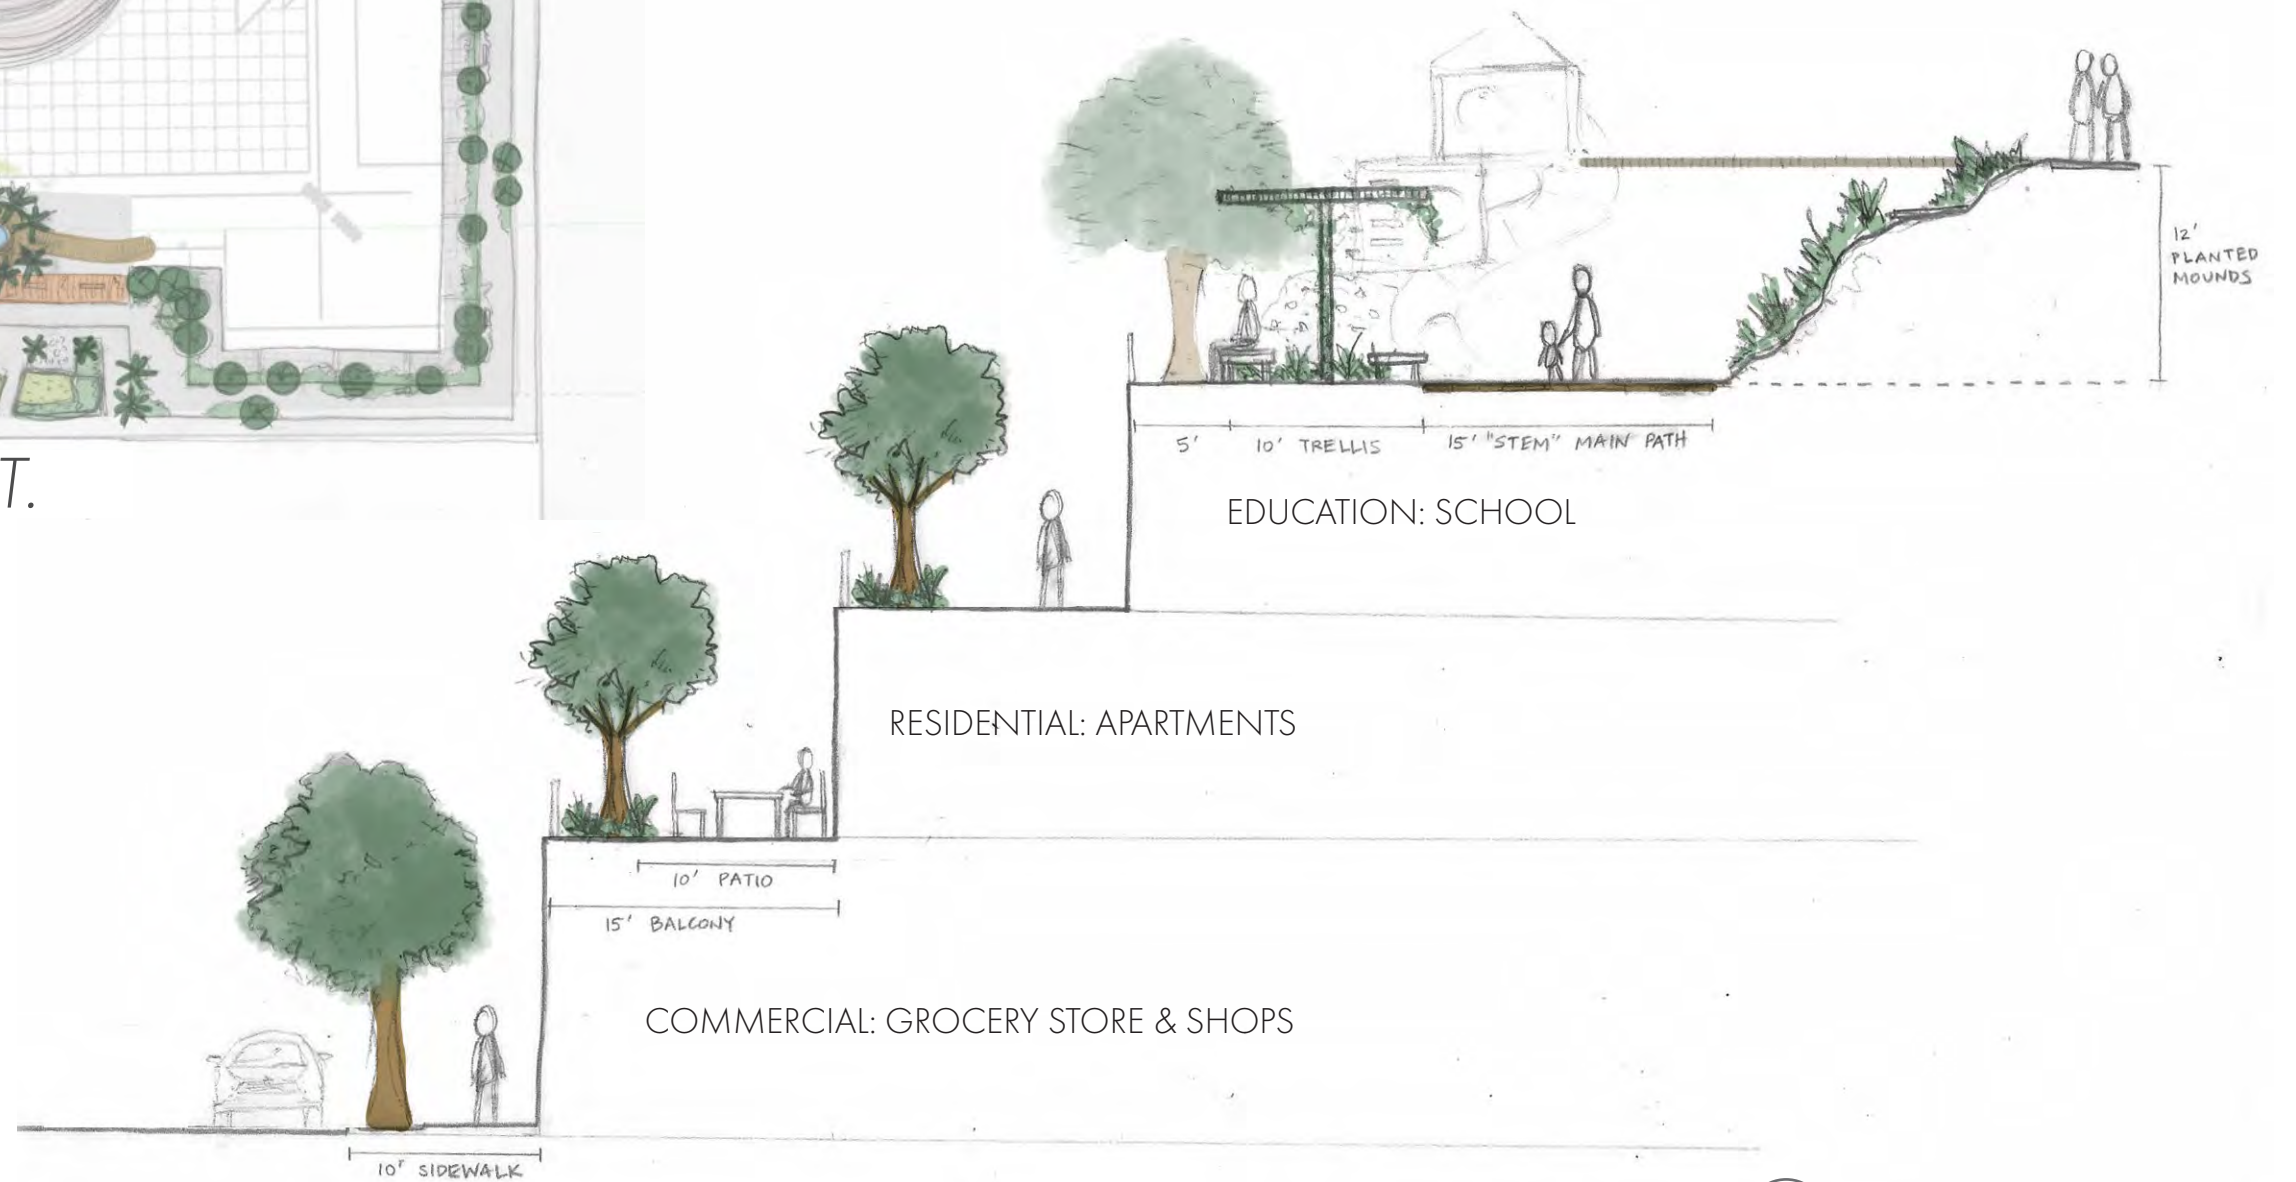 T.
12'
PLANTED
MOUNDS
5'
10' TRELLIS
15' "STEM" MAIN PATH
EDUCATION: SCHOOL
RESIDENTIAL: APARTMENTS
10' PATIO
15' BALCONY
COMMERCIAL: GROCERY STORE & SHOPS
10' SIDEWALK